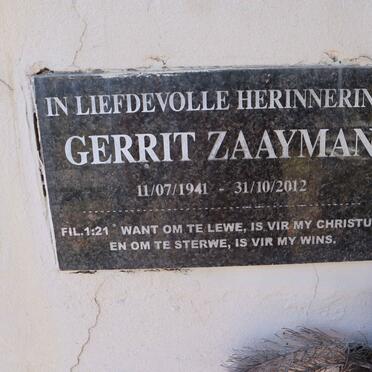 IN LIEFDEVOLLE HERINNERIN
GERRIT ZAAYMAN
11/07/1941 - 31/10/2012
FIL.1:21 WANT OM TE LEWE, IS VIR MY CHRISTU
EN OM TE STERWE, IS VIR MY WINS.